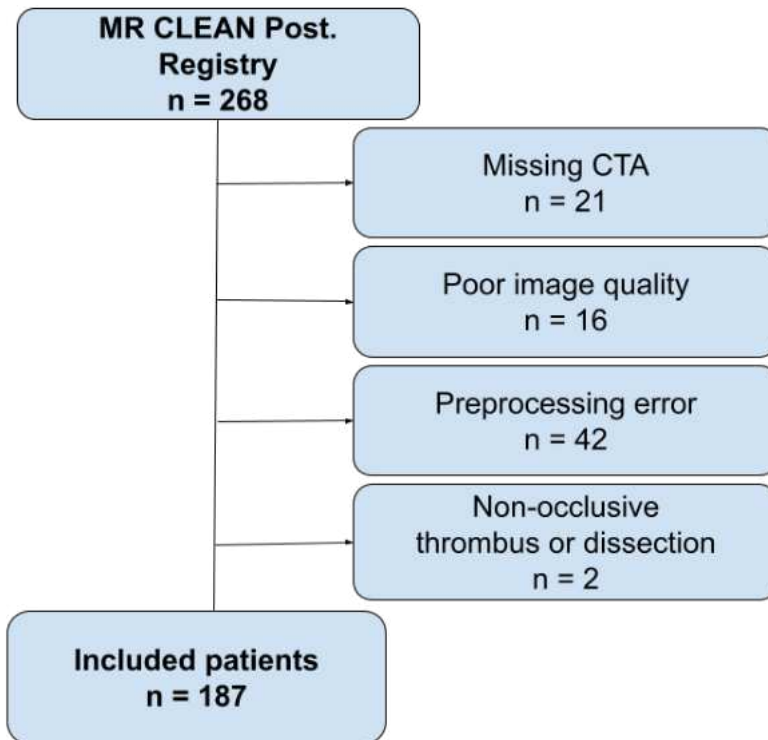 MR CLEAN Post.
Registry
n = 268
Missing CTA
n = 21
Poor image quality
n = 16
Preprocessing error
n = 42
Non-occlusive
thrombus or dissection
n = 2
Included patients
n = 187